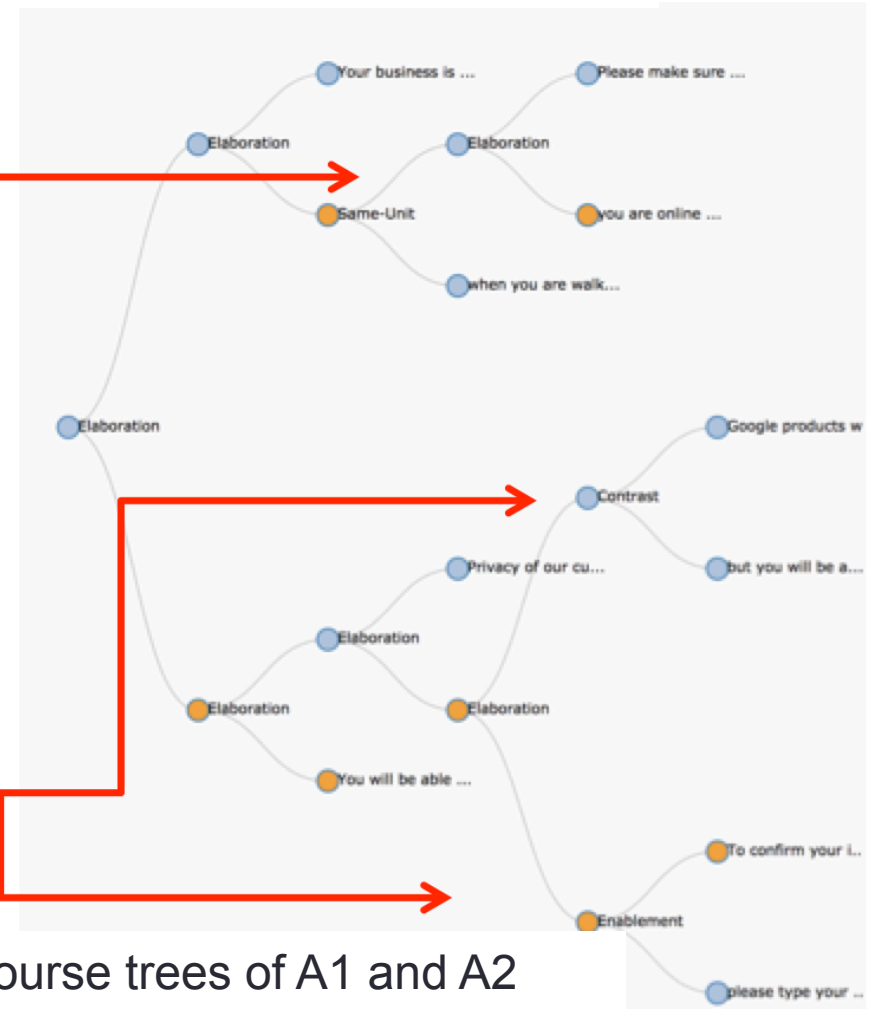 Your business is ...
Please make sure ...
Elaboration
Elaboration
Same-Unit
you are online ...
when you are walk...
Elaboration
Google products w
Contrast
Privacy of our cu...
but you will be a...
Elaboration
Elaboration
Elaboration
You will be able ...
To confirm your i..
Enablement
ourse trees of A1 and A2
please type your ..